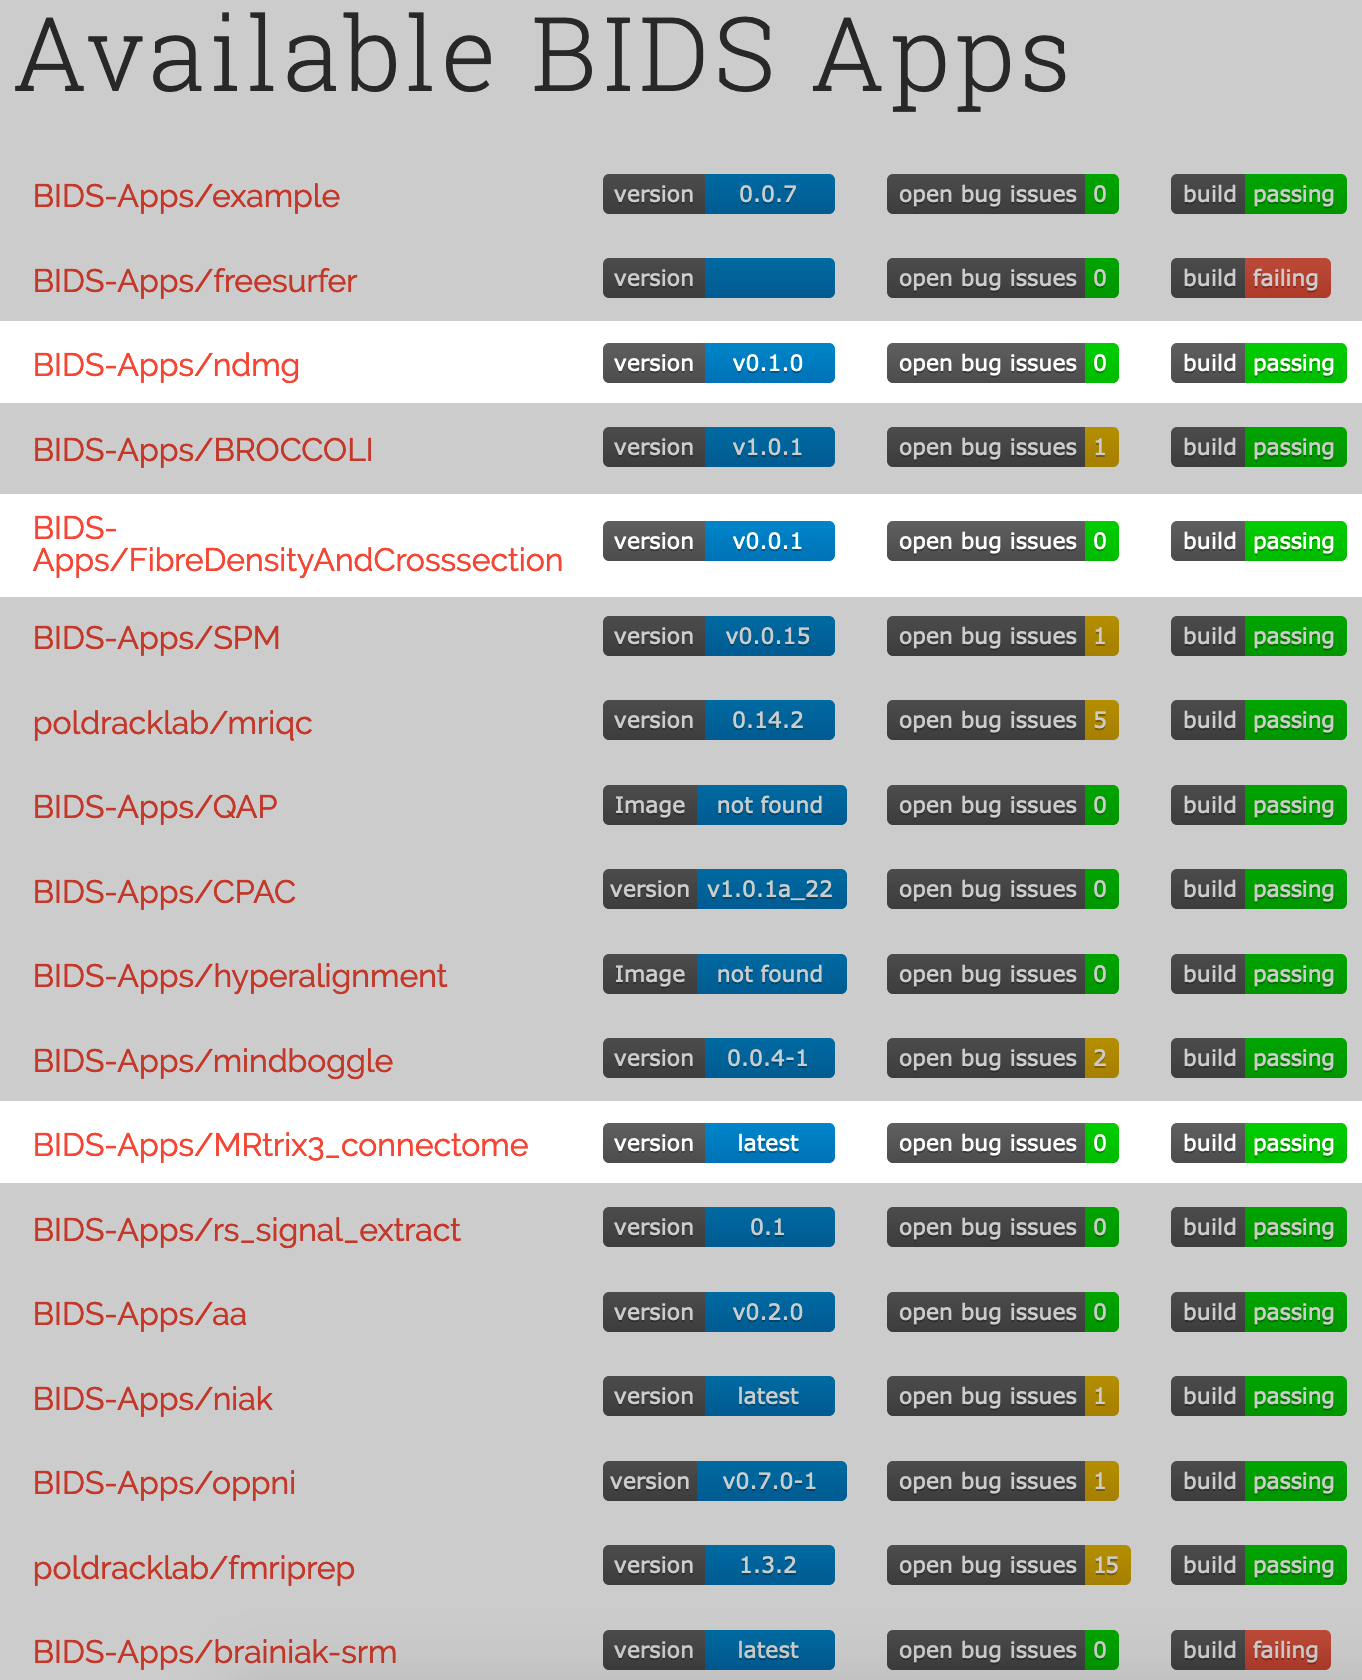 Available BIDS Apps
BIDS-Apps/example version 0.0.7 open bug issues 0 build passing
BIDS-Apps/freesurfer version open bug issues 0 build failing
BIDS-Apps/ndmg version v0.1.0 open bug issues 0 build passing
BIDS-Apps/BROCCOLI version v1.0.1 open bug issues 1 build passing
BIDS-
Apps/FibreDensityAndCrosssection version v0.0.1 open bug issues 0 build passing
BIDS-Apps/SPM version v0.0.15 open bug issues 1 build passing
poldracklab/mriqc version 0.14.2 open bug issues 5 build passing
BIDS-Apps/QAP Image not found open bug issues 0 build passing
BIDS-Apps/CPAC version v1.0.1a_22 open bug issues 0 build passing
BIDS-Apps/hyperalignment Image not found open bug issues 0 build passing
BIDS-Apps/mindboggle version 0.0.4-1 open bug issues 2 build passing
BIDS-Apps/MRtrix3_connectome version latest open bug issues 0 build passing
BIDS-Apps/rs_signal_extract version 0.1 open bug issues 0 build passing
BIDS-Apps/aa version v0.2.0 open bug issues 0 build passing
BIDS-Apps/niak version latest open bug issues 1 build passing
BIDS-Apps/oppni version v0.7.0-1 open bug issues 1 build passing
poldracklab/fmriprep version 1.3.2 open bug issues 15 build passing
BIDS-Apps/brainiak-srm version latest open bug issues 0 build failing